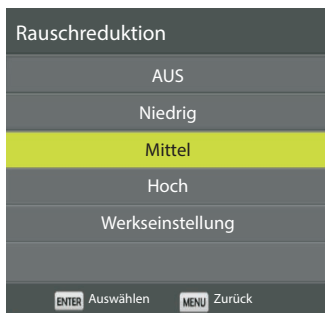 Rauschreduktion
AUS
Niedrig
Mittel
Hoch
Werkseinstellung
ENTER Auswählen MENU Zurück